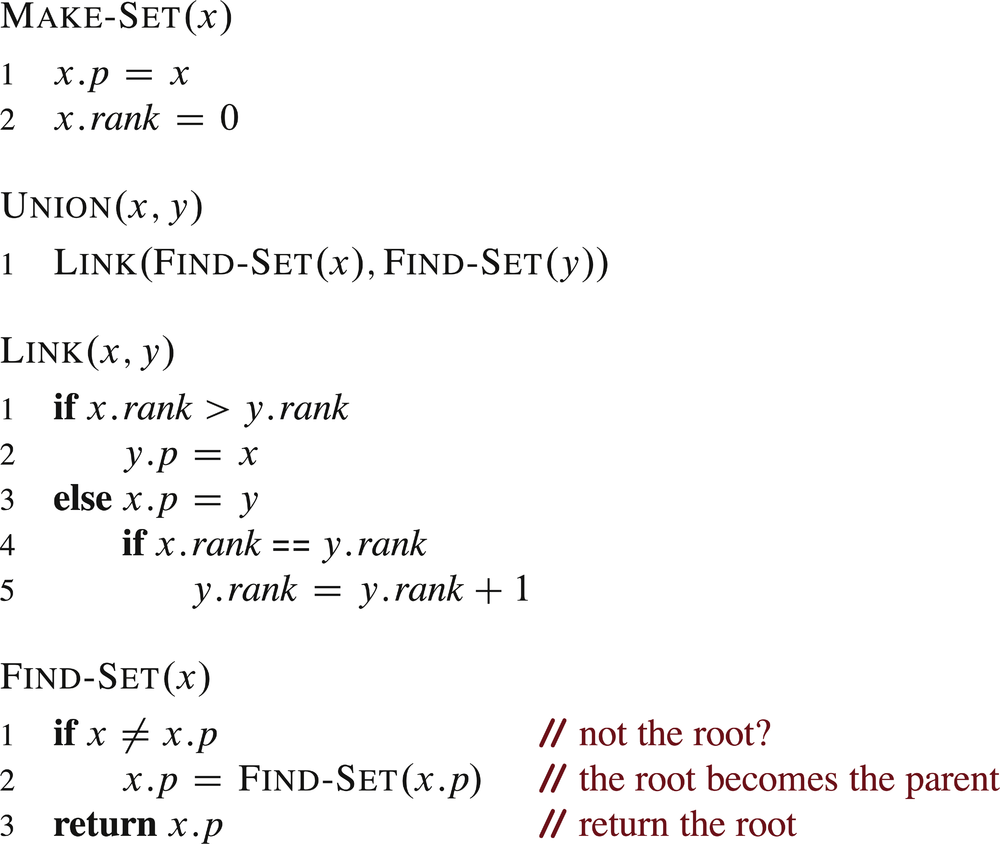 MAKE-SET(x)
1 x.p = x
2 x.rank = 0
UNION(x, y)
1 LINK(FIND-SET(x), FIND-SET(y))
LINK(x, y)
1 if x.rank > y.rank
2 y.p = x
3 else x.p = y
4 if x.rank == y.rank
5 y.rank = y.rank + 1
FIND-SET(x)
1 if x ≠ x.p // not the root?
2 x.p = FIND-SET(x.p) // the root becomes the parent
3 return x.p // return the root